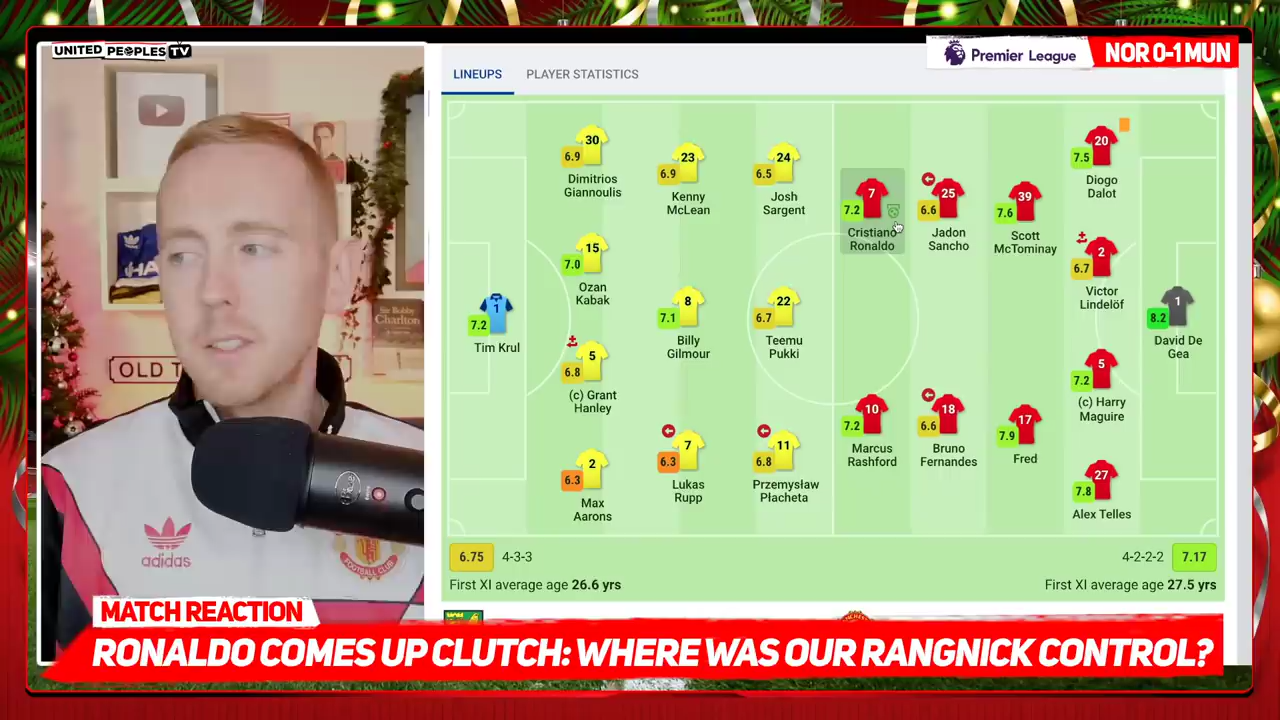 UNITED PEOPLES TV
Premier League
NOR 0-1 MUN
LINEUPS
PLAYER STATISTICS
30
6.9
Dimitrios
Giannoulis
15
7.0
Ozan
Kabak
5
6.8
(c) Grant
Hanley
2
6.3
Max
Aarons
1
7.2
Tim Krul
23
6.9
Kenny
McLean
8
7.1
Billy
Gilmour
7
6.3
Lukas
Rupp
24
6.5
Josh
Sargent
22
6.7
Teemu
Pukki
11
6.8
Przemysław
Płacheta
7
7.2
Cristiano
Ronaldo
10
7.2
Marcus
Rashford
25
6.6
Jadon
Sancho
18
6.6
Bruno
Fernandes
39
7.6
Scott
McTominay
17
7.9
Fred
20
7.5
Diogo
Dalot
2
6.7
Victor
Lindelöf
5
7.2
(c) Harry
Maguire
27
7.8
Alex Telles
1
8.2
David De
Gea
6.75
4-3-3
4-2-2-2
7.17
First XI average age 26.6 yrs
First XI average age 27.5 yrs
Sir Bobby
Charlton
OLD T
adidas
FOOTBALL CLUB
MATCH REACTION
RONALDO COMES UP CLUTCH: WHERE WAS OUR RANGNICK CONTROL?